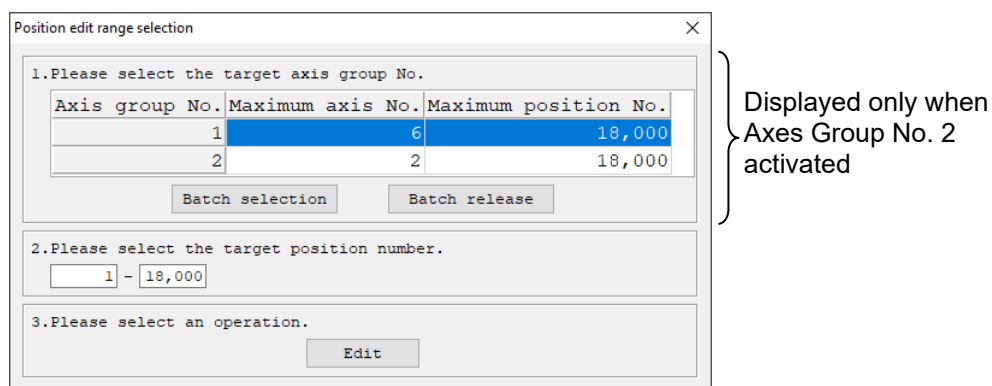 Position edit range selection
1.Please select the target axis group No.
Axis group No. Maximum axis No. Maximum position No.
1 6 18,000
2 2 18,000
Batch selection Batch release
Displayed only when
Axes Group No. 2
activated
2.Please select the target position number.
1 - 18,000
3.Please select an operation.
Edit